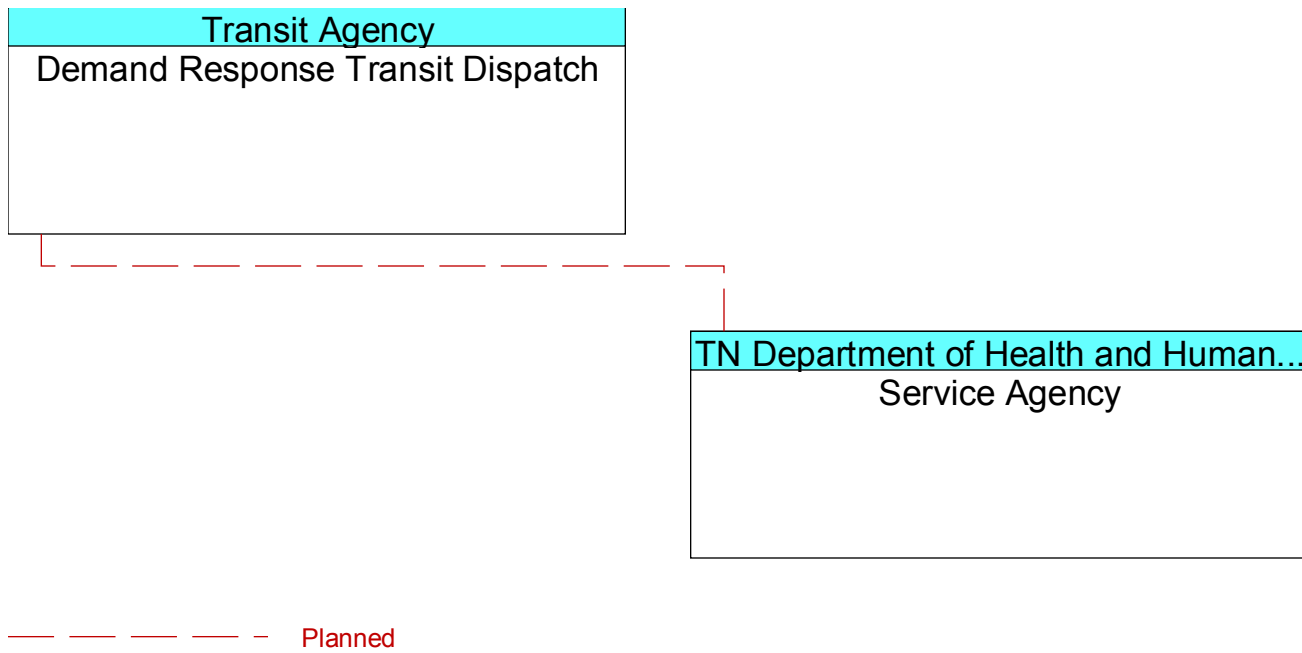 Transit Agency
Demand Response Transit Dispatch
TN Department of Health and Human...
Service Agency
Planned